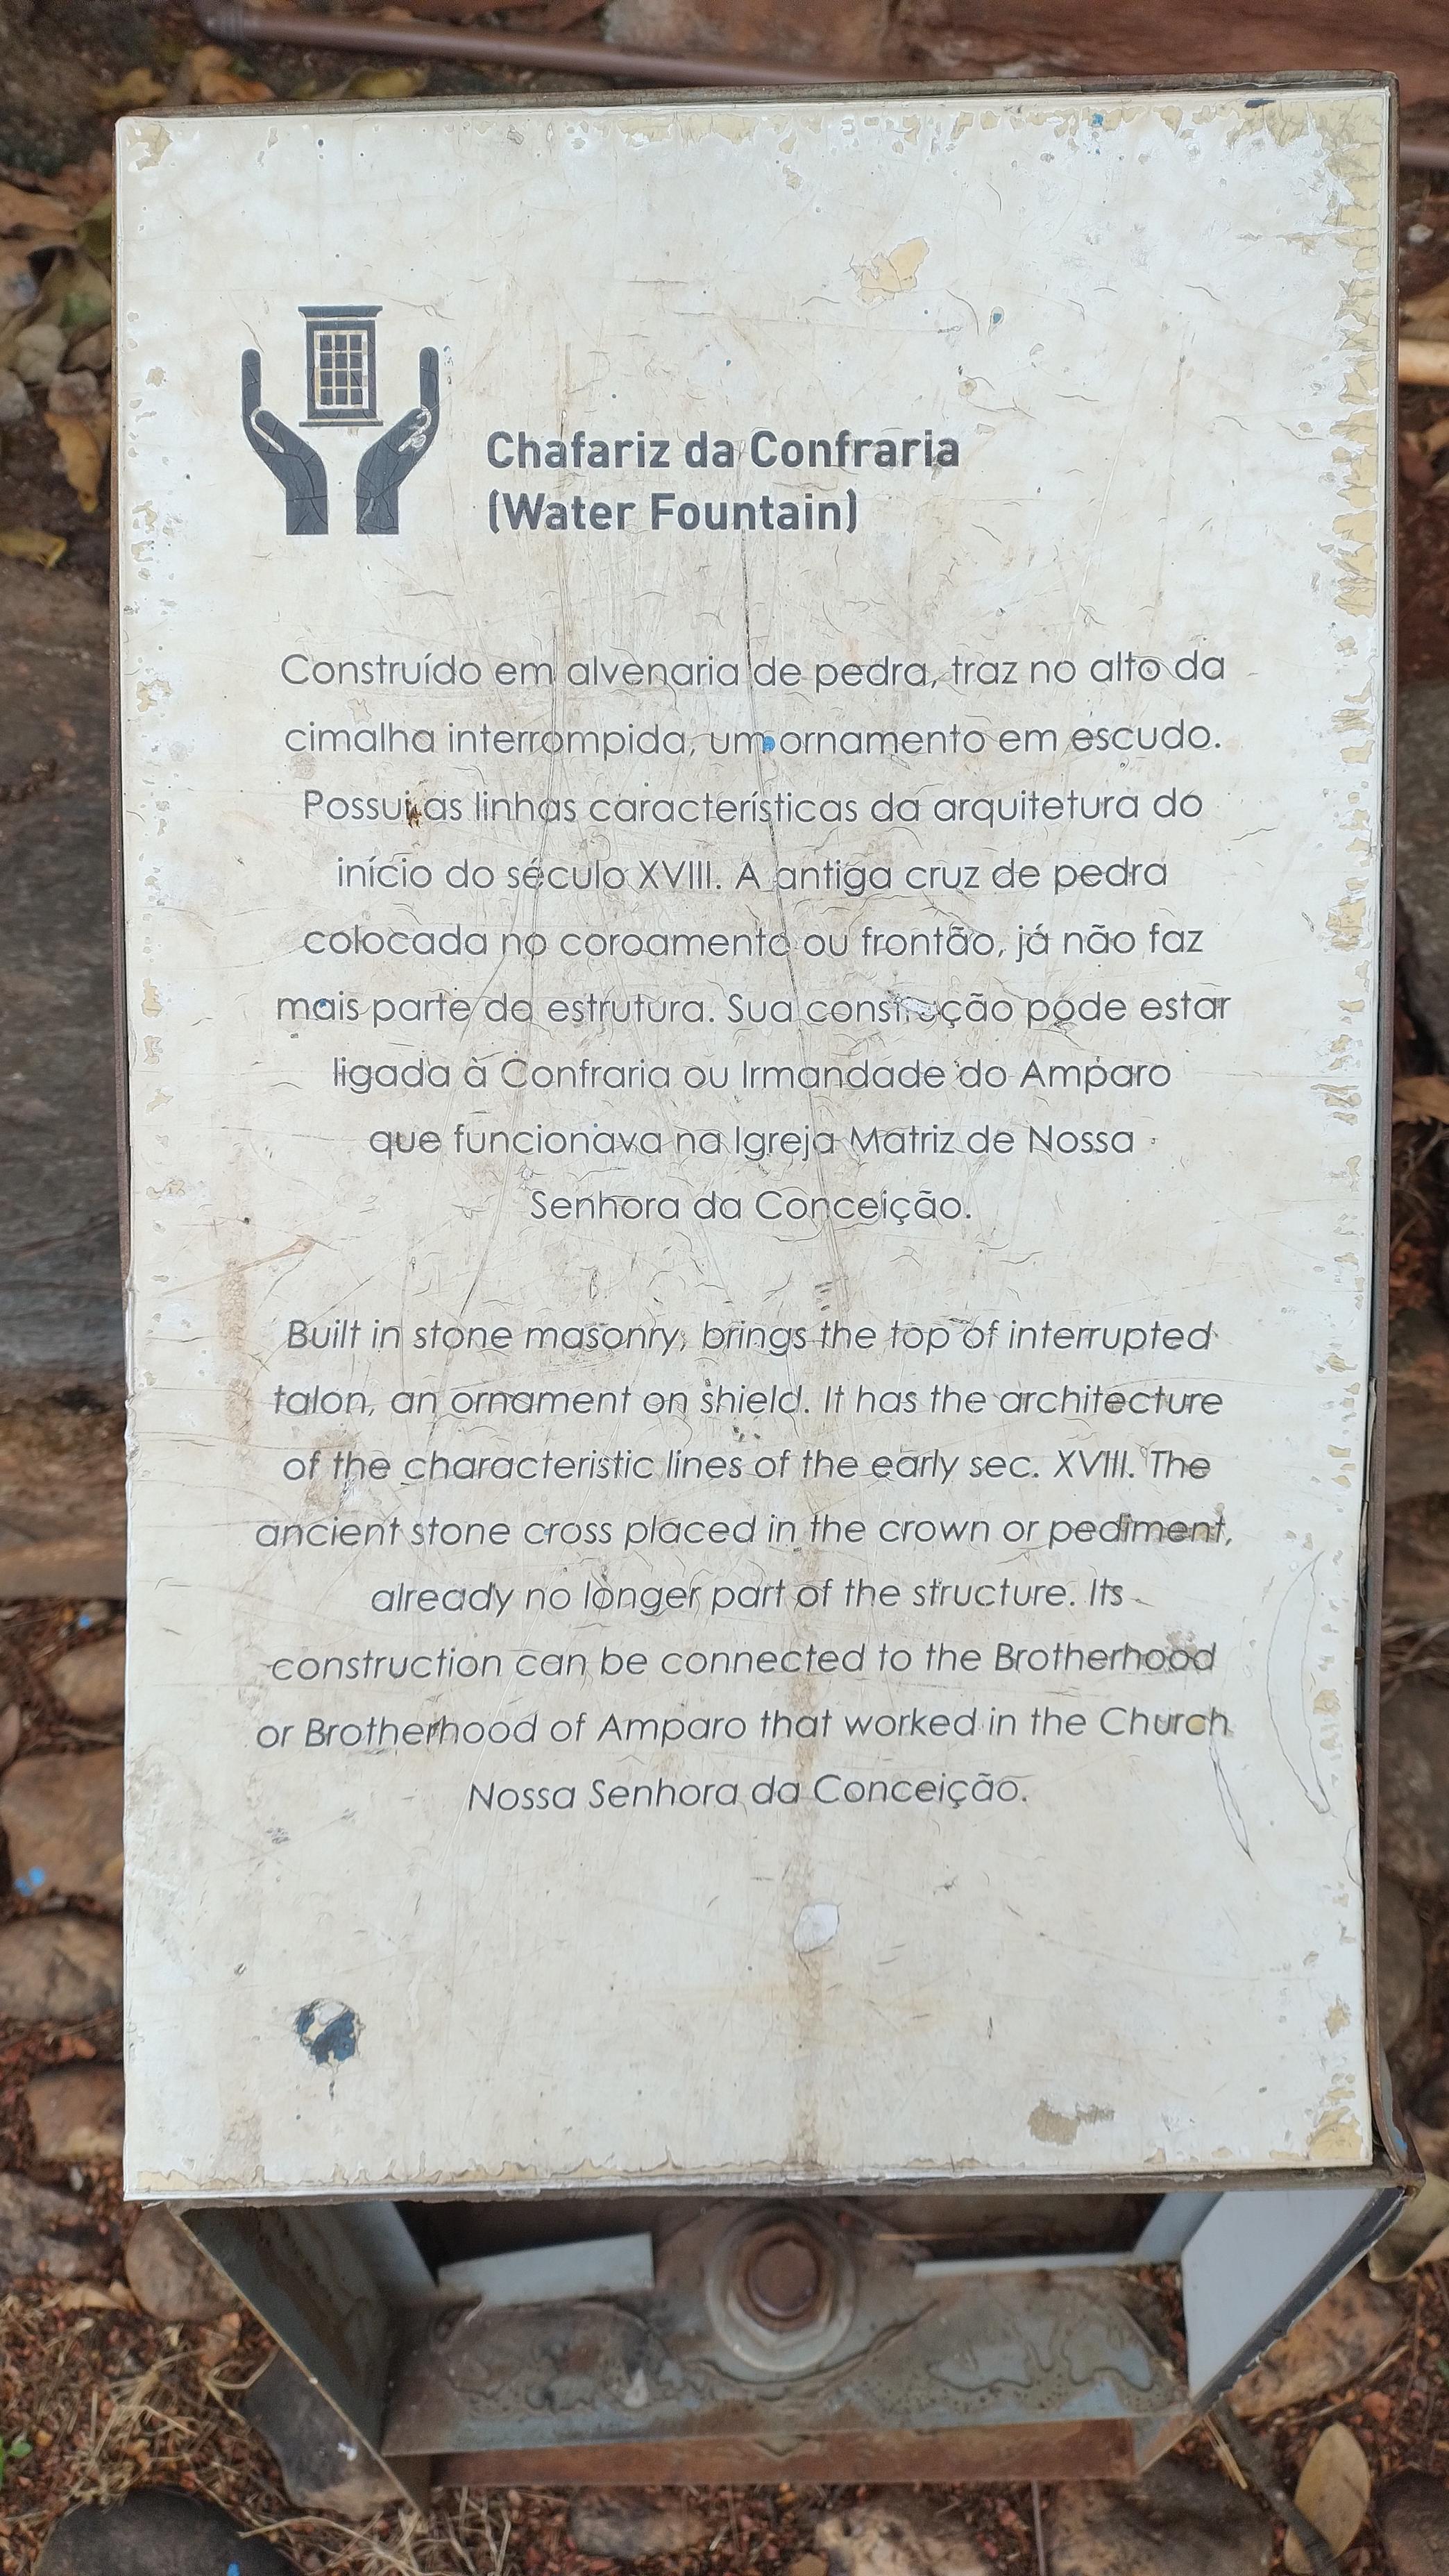 Chafariz da Confraria
(Water Fountain)
Construído em alvenaria de pedra, traz no alto da
cimalha interrompida, um ornamento em escudo.
Possui as linhas características da arquitetura do
início do século XVIII. A antiga cruz de pedra
colocada no coroamento ou frontão, já não faz
mais parte da estrutura. Sua construção pode estar
ligada à Confraria ou Irmandade do Amparo
que funcionava na Igreja Matriz de Nossa
Senhora da Conceição.
Built in stone masonry, brings the top of interrupted
talon, an ornament on shield. It has the architecture
of the characteristic lines of the early sec. XVIII. The
ancient stone cross placed in the crown or pediment,
already no longer part of the structure. Its
construction can be connected to the Brotherhood
or Brotherhood of Amparo that worked in the Church
Nossa Senhora da Conceição.